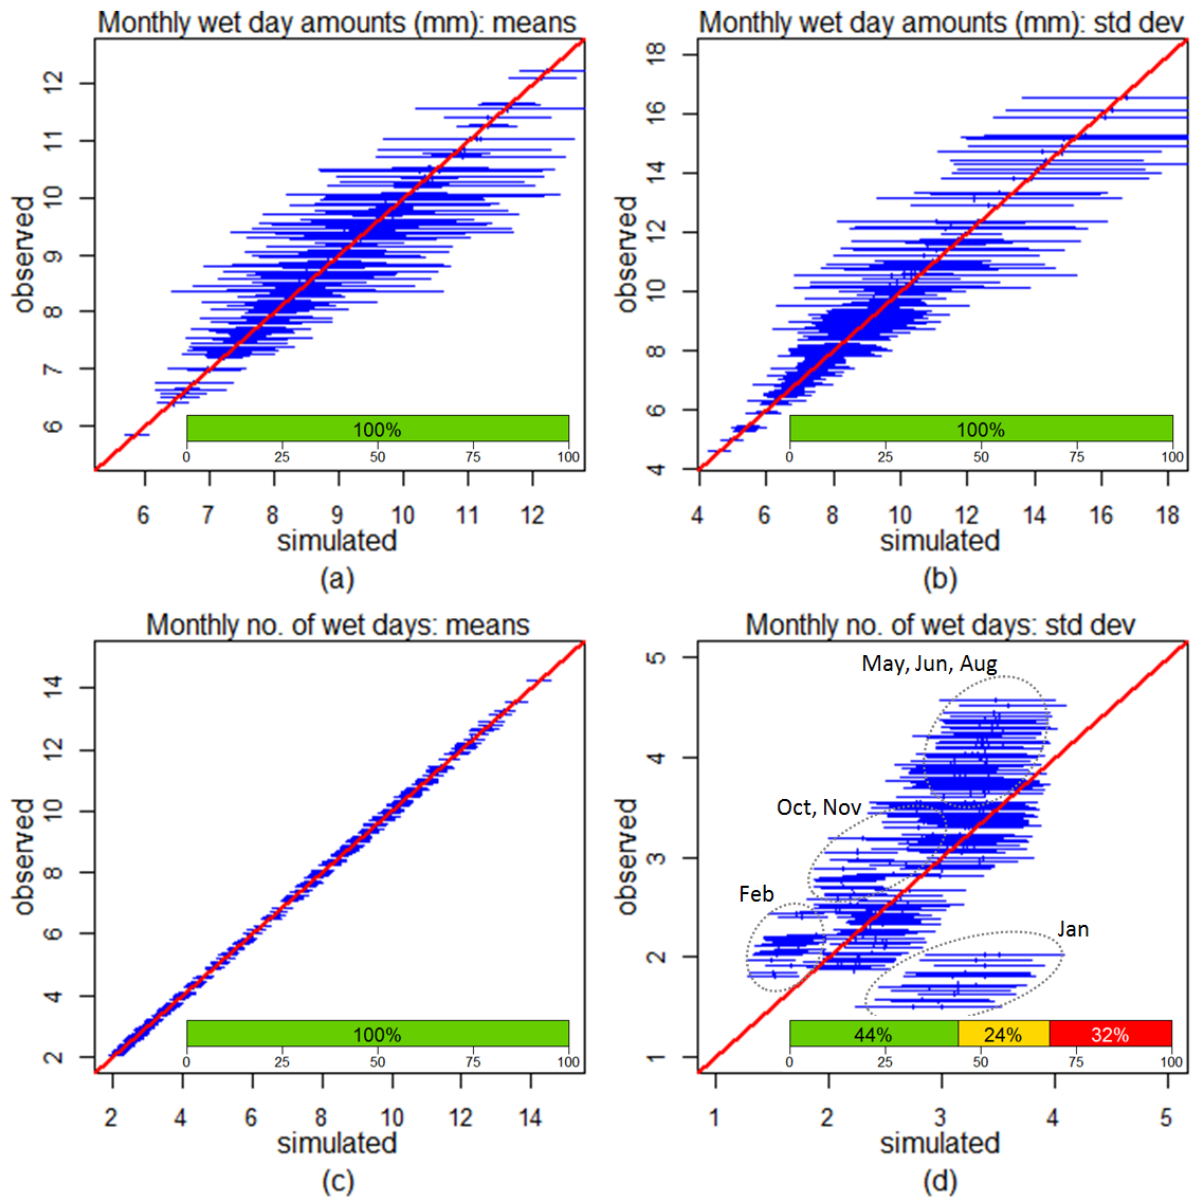 Monthly wet day amounts (mm): means
observed
12
11
10
9
8
7
6
100%
0 25 50 75 100
6 7 8 9 10 11 12
simulated
(a)
Monthly wet day amounts (mm): std dev
observed
18
16
14
12
10
8
6
4
100%
0 25 50 75 100
4 6 8 10 12 14 16 18
simulated
(b)
Monthly no. of wet days: means
observed
14
12
10
8
6
4
2
100%
0 25 50 75 100
2 4 6 8 10 12 14
simulated
(c)
Monthly no. of wet days: std dev
observed
5
4
3
2
1
May, Jun, Aug
Oct, Nov
Feb
Jan
44% 24% 32%
0 25 50 75 100
1 2 3 4 5
simulated
(d)